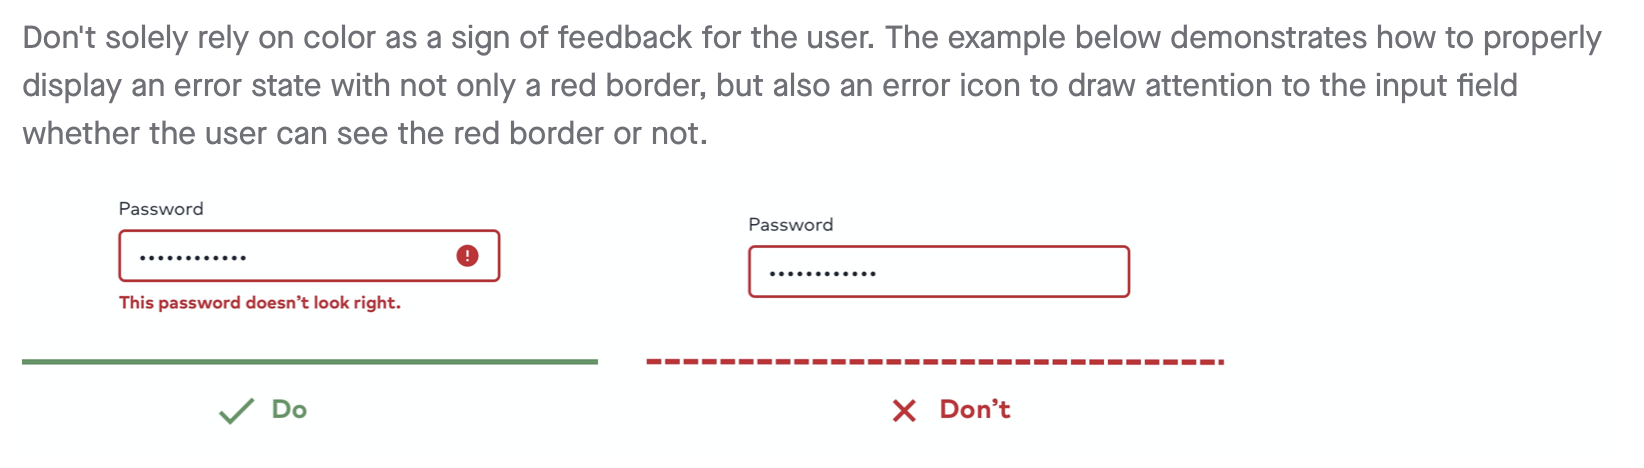 Don't solely rely on color as a sign of feedback for the user. The example below demonstrates how to properly
display an error state with not only a red border, but also an error icon to draw attention to the input field
whether the user can see the red border or not.
Password
••••••••••••
!
This password doesn’t look right.
Do
Password
••••••••••••
Don’t